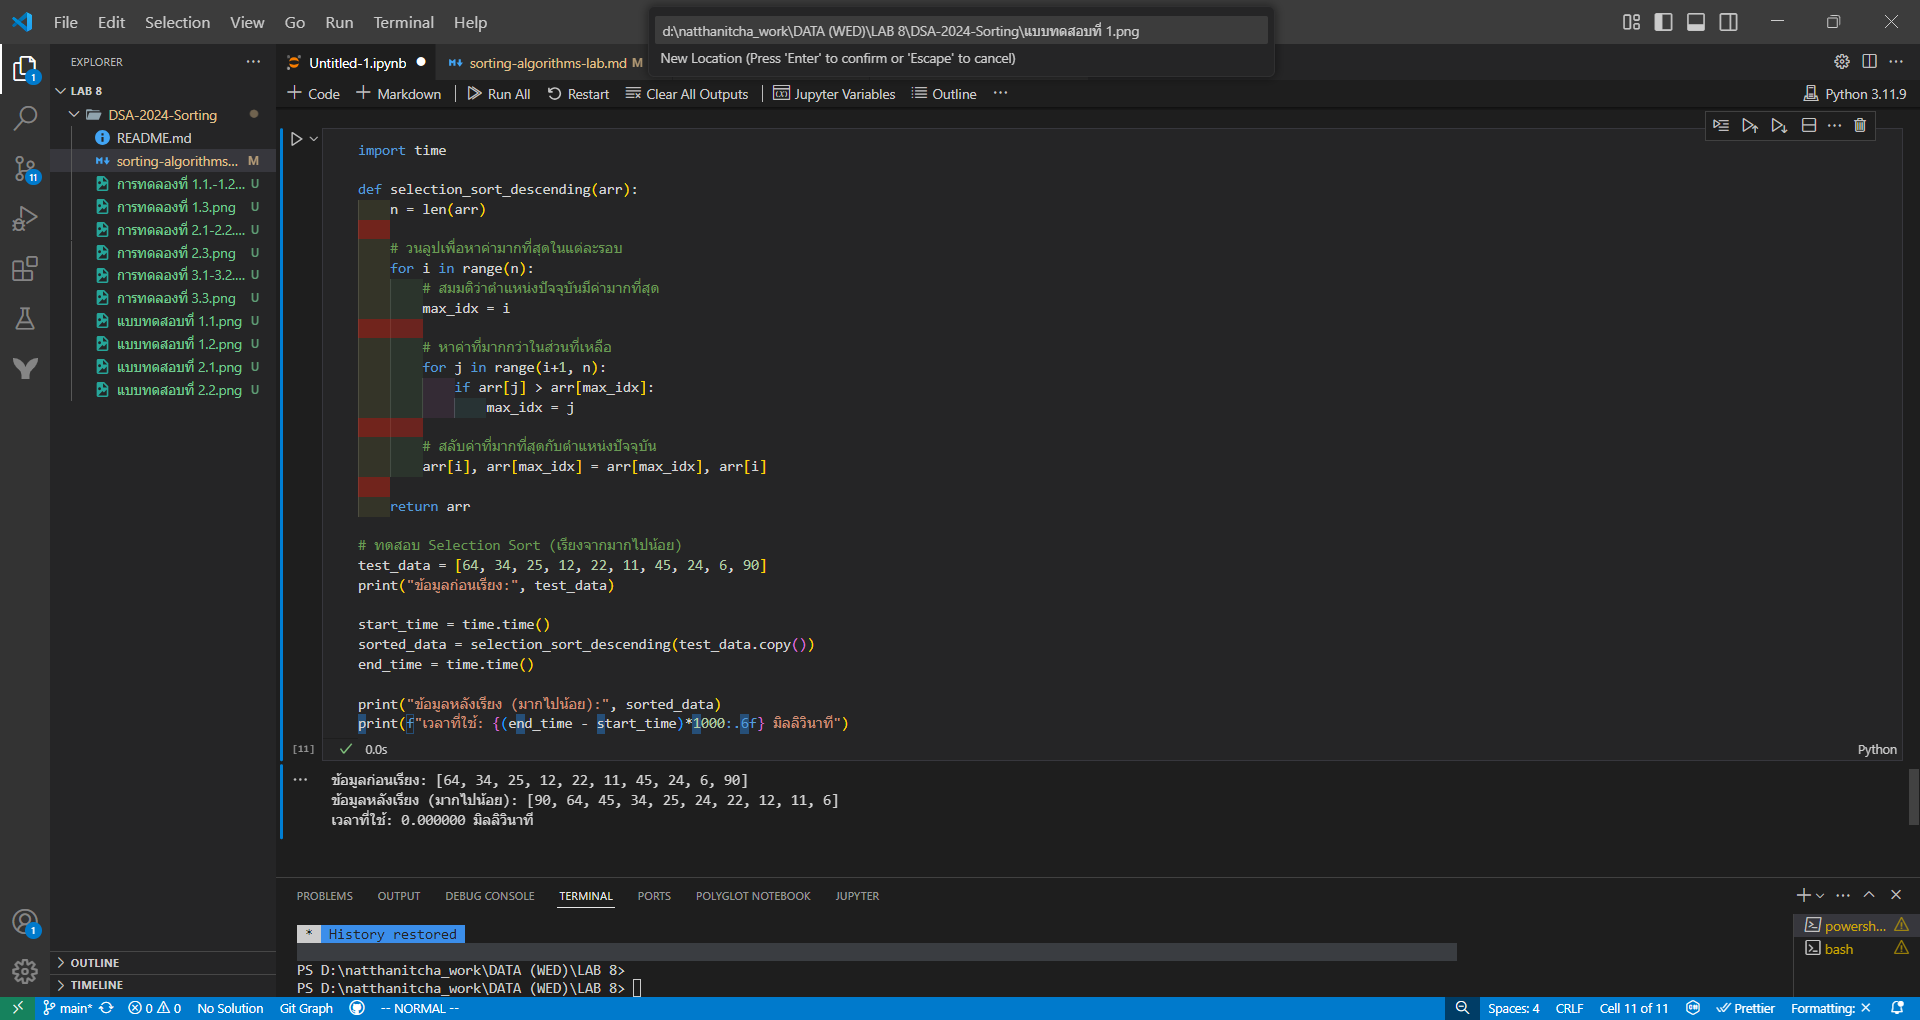 File Edit Selection View Go Run Terminal Help
d:\natthanitcha_work\DATA (WED)\LAB 8\DSA-2024-Sorting\แบบทดสอบที่ 1.png
New Location (Press 'Enter' to confirm or 'Escape' to cancel)
EXPLORER
LAB 8
DSA-2024-Sorting
README.md
sorting-algorithms... M
การทดลองที่ 1.1.-1.2... U
การทดลองที่ 1.3.png U
การทดลองที่ 2.1-2.2.... U
การทดลองที่ 2.3.png U
การทดลองที่ 3.1-3.2.... U
การทดลองที่ 3.3.png U
แบบทดสอบที่ 1.1.png U
แบบทดสอบที่ 1.2.png U
แบบทดสอบที่ 2.1.png U
แบบทดสอบที่ 2.2.png U
OUTLINE
TIMELINE
1
11
1
Untitled-1.ipynb
sorting-algorithms-lab.md M
Code Markdown Run All Restart Clear All Outputs Jupyter Variables Outline
Python 3.11.9
import time
def selection_sort_descending(arr):
n = len(arr)
# วนลูปเพื่อหาค่ามากที่สุดในแต่ละรอบ
for i in range(n):
# สมมติว่าตำแหน่งปัจจุบันมีค่ามากที่สุด
max_idx = i
# หาค่าที่มากกว่าในส่วนที่เหลือ
for j in range(i+1, n):
if arr[j] > arr[max_idx]:
max_idx = j
# สลับค่าที่มากที่สุดกับตำแหน่งปัจจุบัน
arr[i], arr[max_idx] = arr[max_idx], arr[i]
return arr
# ทดสอบ Selection Sort (เรียงจากมากไปน้อย)
test_data = [64, 34, 25, 12, 22, 11, 45, 24, 6, 90]
print("ข้อมูลก่อนเรียง:", test_data)
start_time = time.time()
sorted_data = selection_sort_descending(test_data.copy())
end_time = time.time()
print("ข้อมูลหลังเรียง (มากไปน้อย):", sorted_data)
print(f"เวลาที่ใช้: {(end_time - start_time)*1000:.6f} มิลลิวินาที")
[11] 0.0s
Python
ข้อมูลก่อนเรียง: [64, 34, 25, 12, 22, 11, 45, 24, 6, 90]
ข้อมูลหลังเรียง (มากไปน้อย): [90, 64, 45, 34, 25, 24, 22, 12, 11, 6]
เวลาที่ใช้: 0.000000 มิลลิวินาที
PROBLEMS OUTPUT DEBUG CONSOLE TERMINAL PORTS POLYGLOT NOTEBOOK JUPYTER
* History restored
PS D:\natthanitcha_work\DATA (WED)\LAB 8>
PS D:\natthanitcha_work\DATA (WED)\LAB 8>
powersh...
bash
main* 0 0 No Solution Git Graph -- NORMAL --
Spaces: 4 CRLF Cell 11 of 11 Prettier Formatting: ×